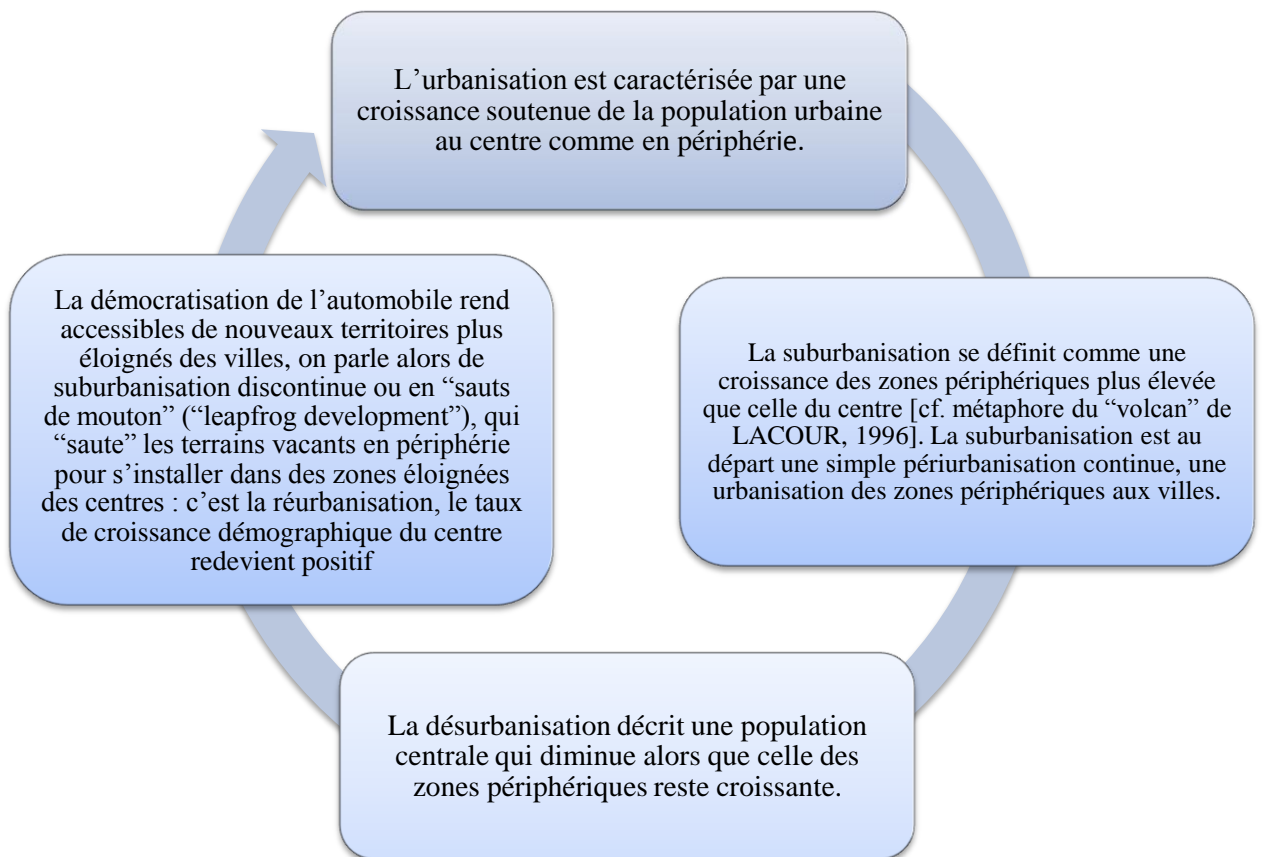 L’urbanisation est caractérisée par une
croissance soutenue de la population urbaine
au centre comme en périphérie.
La suburbanisation se définit comme une
croissance des zones périphériques plus élevée
que celle du centre [cf. métaphore du “volcan” de
LACOUR, 1996]. La suburbanisation est au
départ une simple périurbanisation continue, une
urbanisation des zones périphériques aux villes.
La désurbanisation décrit une population
centrale qui diminue alors que celle des
zones périphériques reste croissante.
La démocratisation de l’automobile rend
accessibles de nouveaux territoires plus
éloignés des villes, on parle alors de
suburbanisation discontinue ou en “sauts
de mouton” (“leapfrog development”), qui
“saute” les terrains vacants en périphérie
pour s’installer dans des zones éloignées
des centres : c’est la réurbanisation, le taux
de croissance démographique du centre
redevient positif